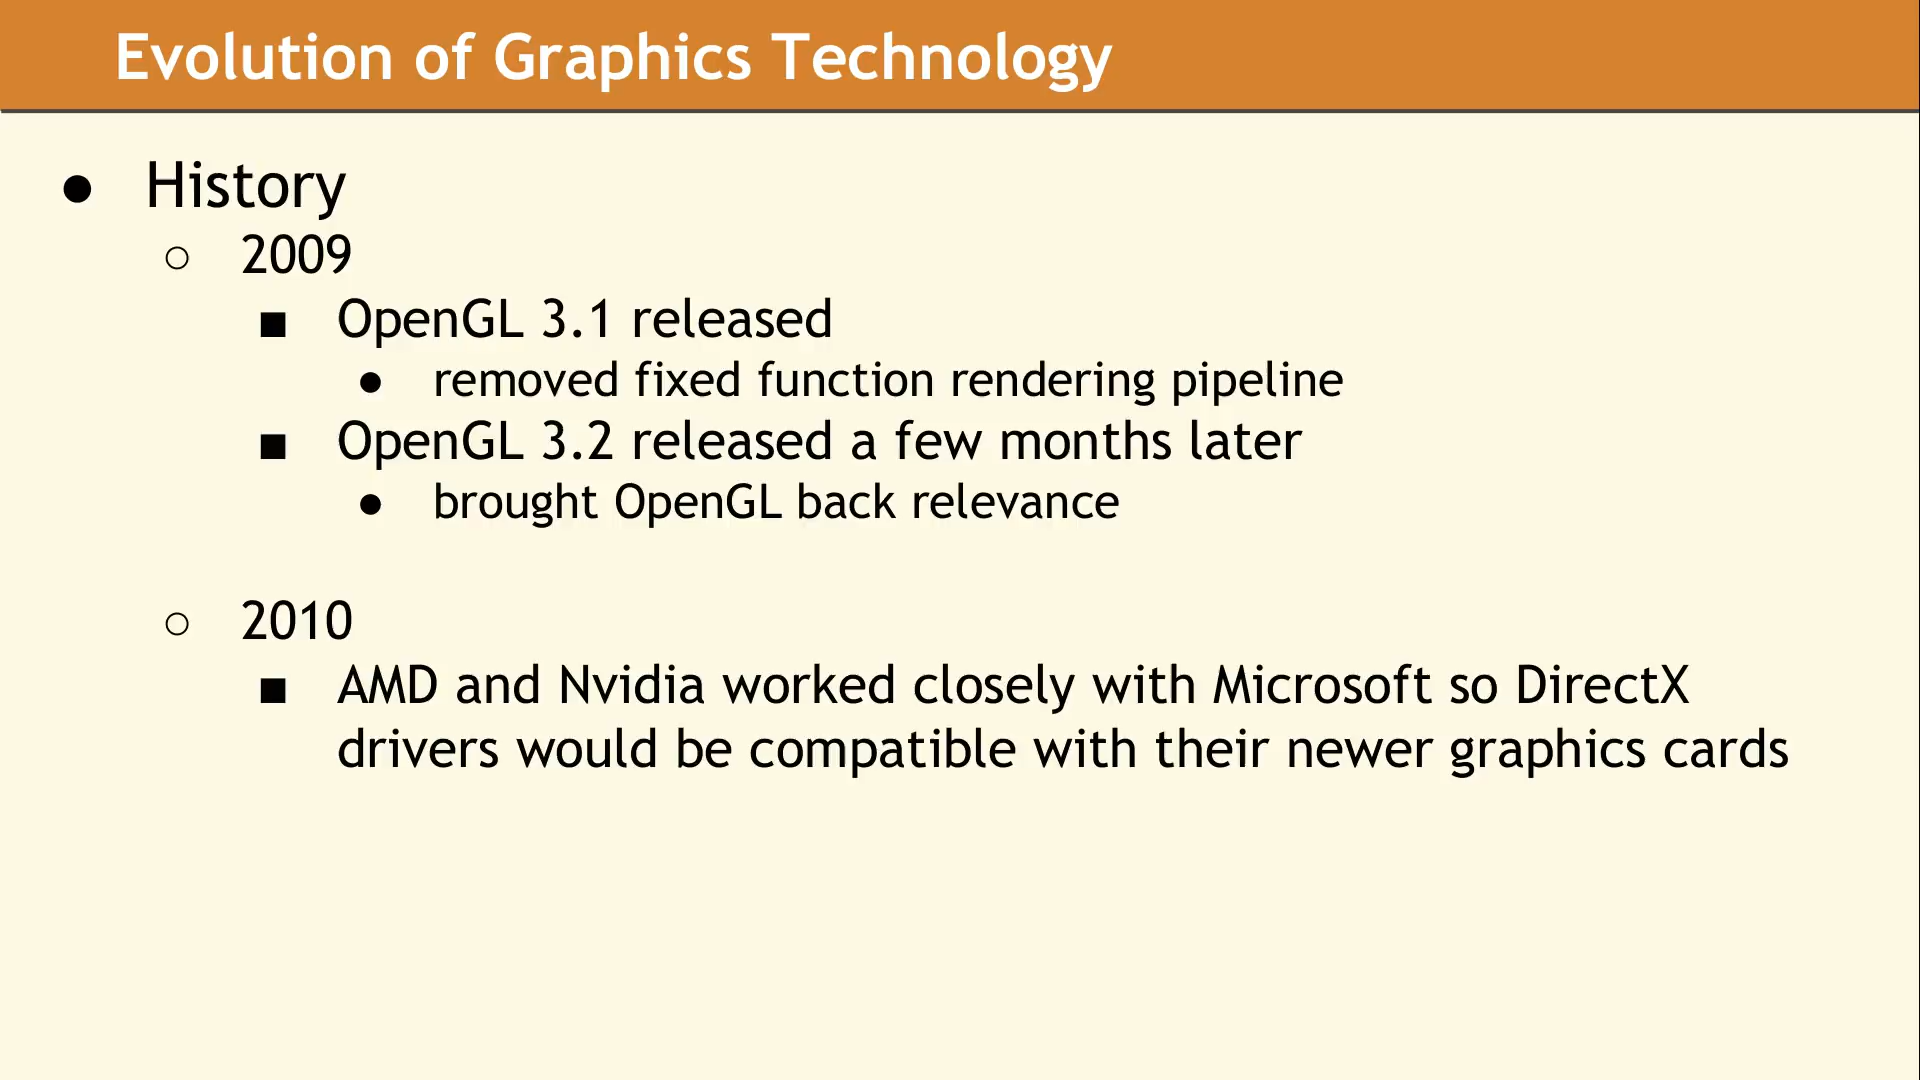 Evolution of Graphics Technology
● History
○ 2009
■ OpenGL 3.1 released
● removed fixed function rendering pipeline
■ OpenGL 3.2 released a few months later
● brought OpenGL back relevance
○ 2010
■ AMD and Nvidia worked closely with Microsoft so DirectX
drivers would be compatible with their newer graphics cards